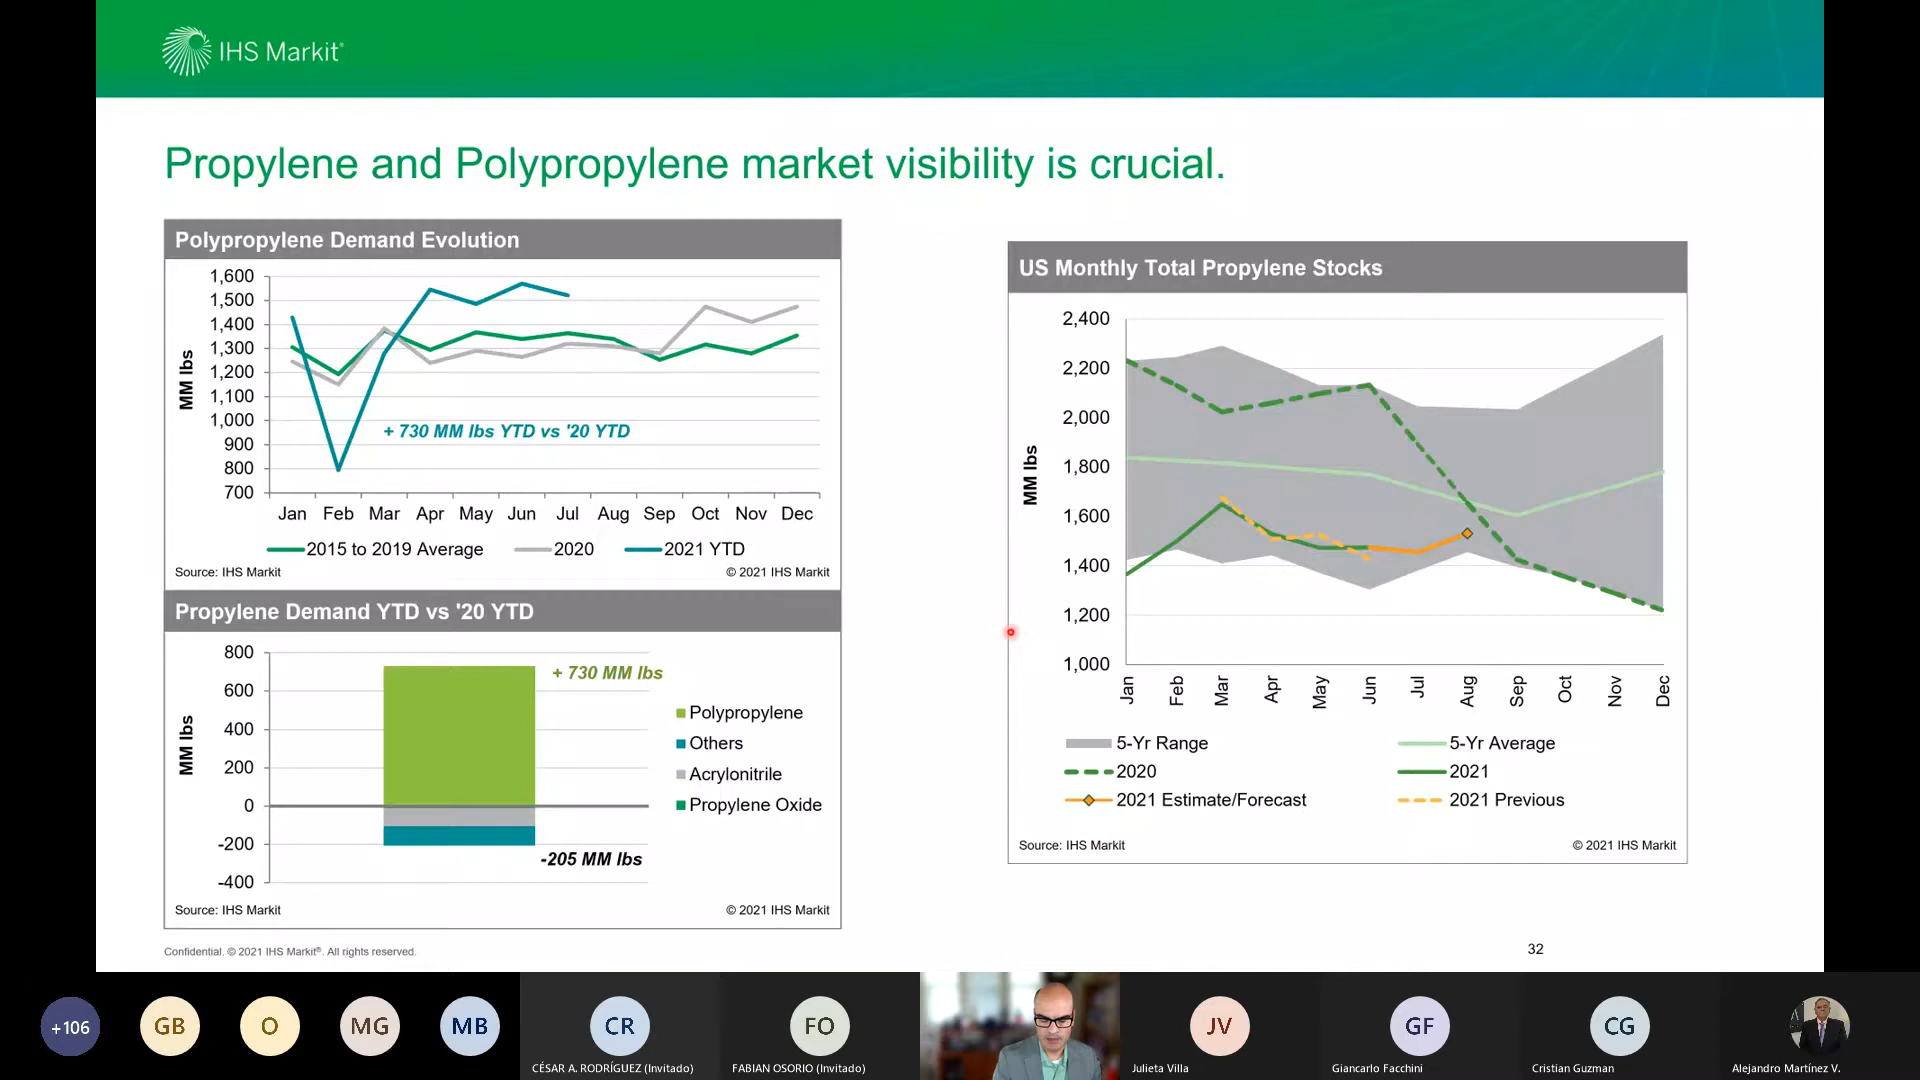 IHS Markit®
Propylene and Polypropylene market visibility is crucial.
Polypropylene Demand Evolution
MM lbs
1,600
1,500
1,400
1,300
1,200
1,100
1,000
900
800
700
+ 730 MM lbs YTD vs '20 YTD
Jan Feb Mar Apr May Jun Jul Aug Sep Oct Nov Dec
2015 to 2019 Average 2020 2021 YTD
Source: IHS Markit © 2021 IHS Markit
Propylene Demand YTD vs '20 YTD
MM lbs
800
600
400
200
0
-200
-400
+ 730 MM lbs
-205 MM lbs
Polypropylene
Others
Acrylonitrile
Propylene Oxide
Source: IHS Markit © 2021 IHS Markit
US Monthly Total Propylene Stocks
MM lbs
2,400
2,200
2,000
1,800
1,600
1,400
1,200
1,000
Jan Feb Mar Apr May Jun Jul Aug Sep Oct Nov Dec
5-Yr Range 5-Yr Average
2020 2021
2021 Estimate/Forecast 2021 Previous
Source: IHS Markit © 2021 IHS Markit
Confidential. © 2021 IHS Markit®. All rights reserved.
32
+106 GB O MG MB CR FO JV GF CG
CÉSAR A. RODRÍGUEZ (Invitado) FABIAN OSORIO (Invitado) Julieta Villa Giancarlo Facchini Cristian Guzman Alejandro Martínez V.